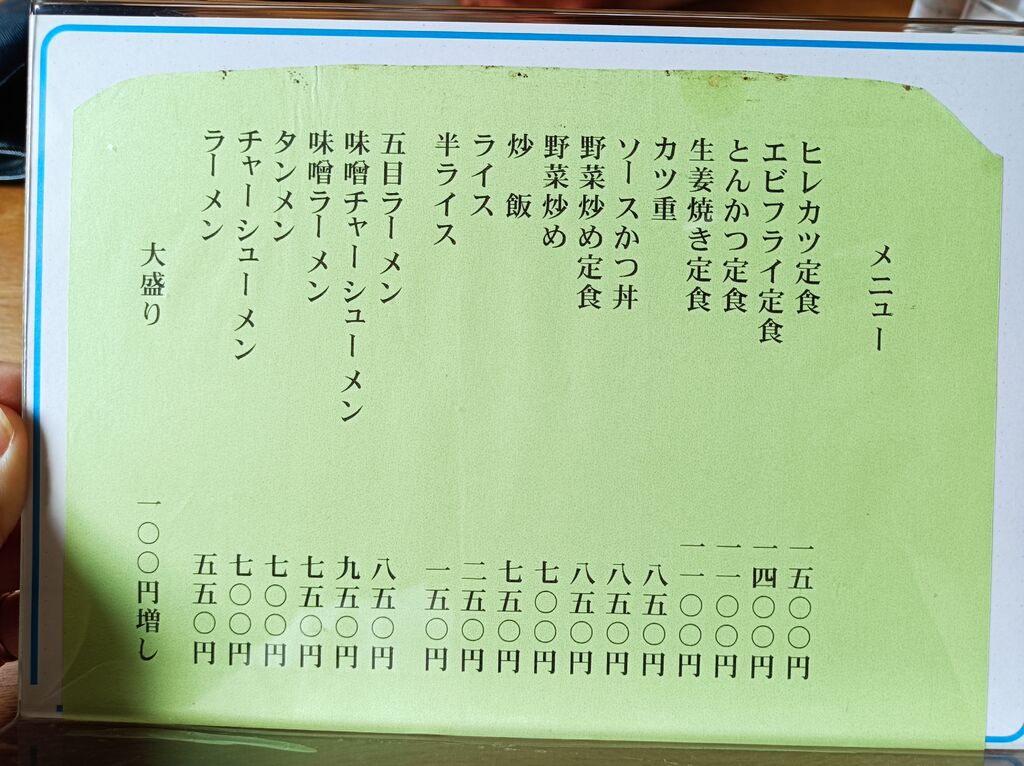 メニュー
ヒレカツ定食 一五〇〇円
エビフライ定食 一四〇〇円
とんかつ定食 一一〇〇円
生姜焼き定食 一一〇〇円
カツ重 八五〇円
ソースかつ丼 八五〇円
野菜炒め定食 八五〇円
野菜炒め 七〇〇円
炒 飯 七五〇円
ライス 二五〇円
半ライス 一五〇円
五目ラーメン 八五〇円
味噌チャーシューメン 九五〇円
味噌ラーメン 七五〇円
タンメン 七〇〇円
チャーシューメン 七〇〇円
ラーメン 五五〇円
大盛り 一〇〇円増し